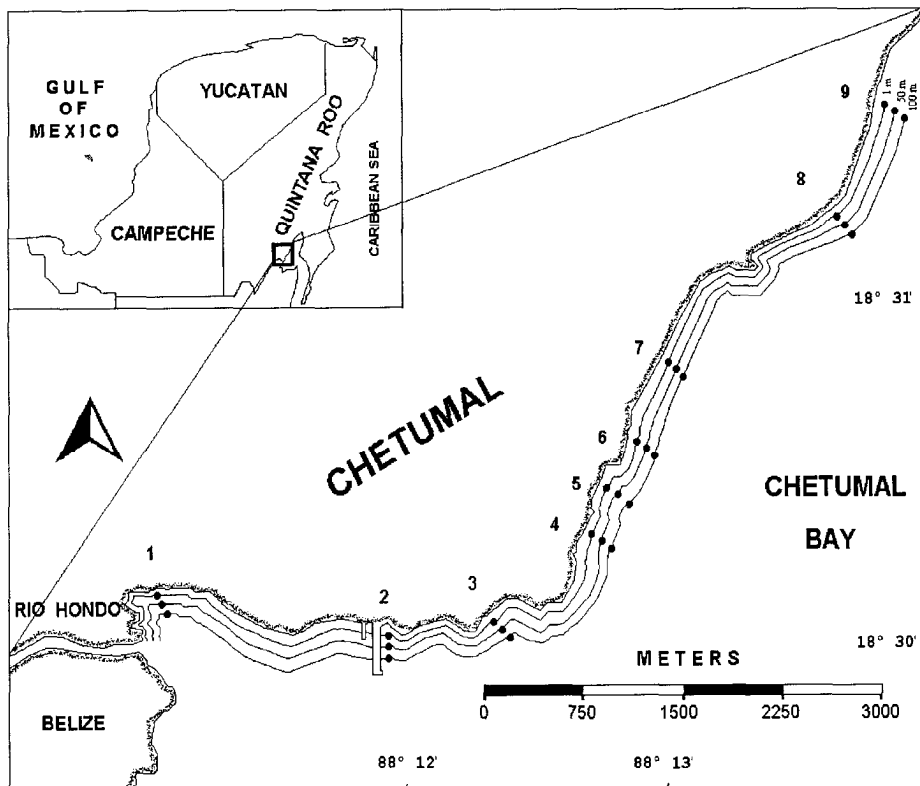 GULF
OF
MEXICO
YUCATAN
QUINTANA ROO
CARIBBEAN SEA
CAMPECHE
9
1 m
50 m
100 m
8
18° 31'
7
CHETUMAL
6
5
4
CHETUMAL
BAY
1
2
3
RIO HONDO
18° 30'
METERS
BELIZE
0 750 1500 2250 3000
88° 12'
88° 13'